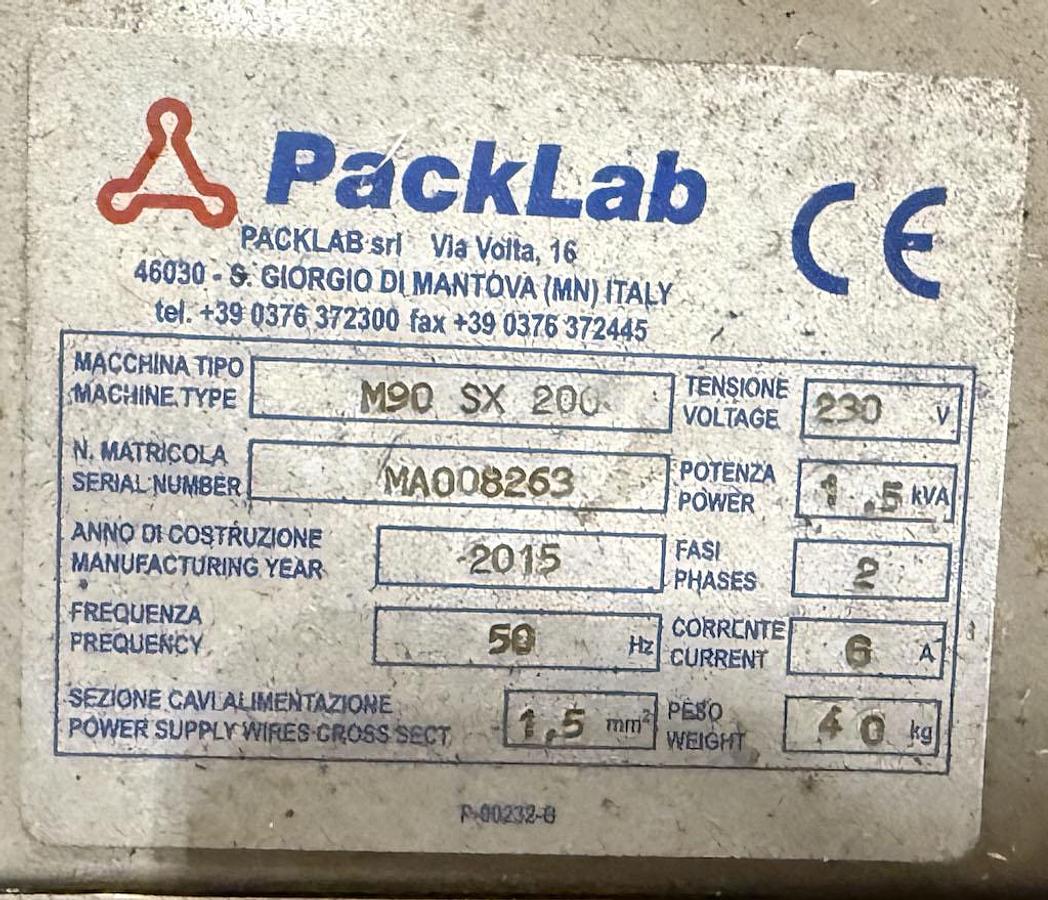 PackLab
CE
PACKLAB srl Via Volta, 16
46030 - S. GIORGIO DI MANTOVA (MN) ITALY
tel. +39 0376 372300 fax +39 0376 372445
MACCHINA TIPO
MACHINE TYPE
M90 SX 200
TENSIONE
VOLTAGE
230 V
N. MATRICOLA
SERIAL NUMBER
MA008263
POTENZA
POWER
1.5 kVA
ANNO DI COSTRUZIONE
MANUFACTURING YEAR
2015
FASI
PHASES
2
FREQUENZA
FREQUENCY
50 Hz
CORRENTE
CURRENT
6 A
SEZIONE CAVI ALIMENTAZIONE
POWER SUPPLY WIRES CROSS SECT.
1,5 mm²
PESO
WEIGHT
40 kg